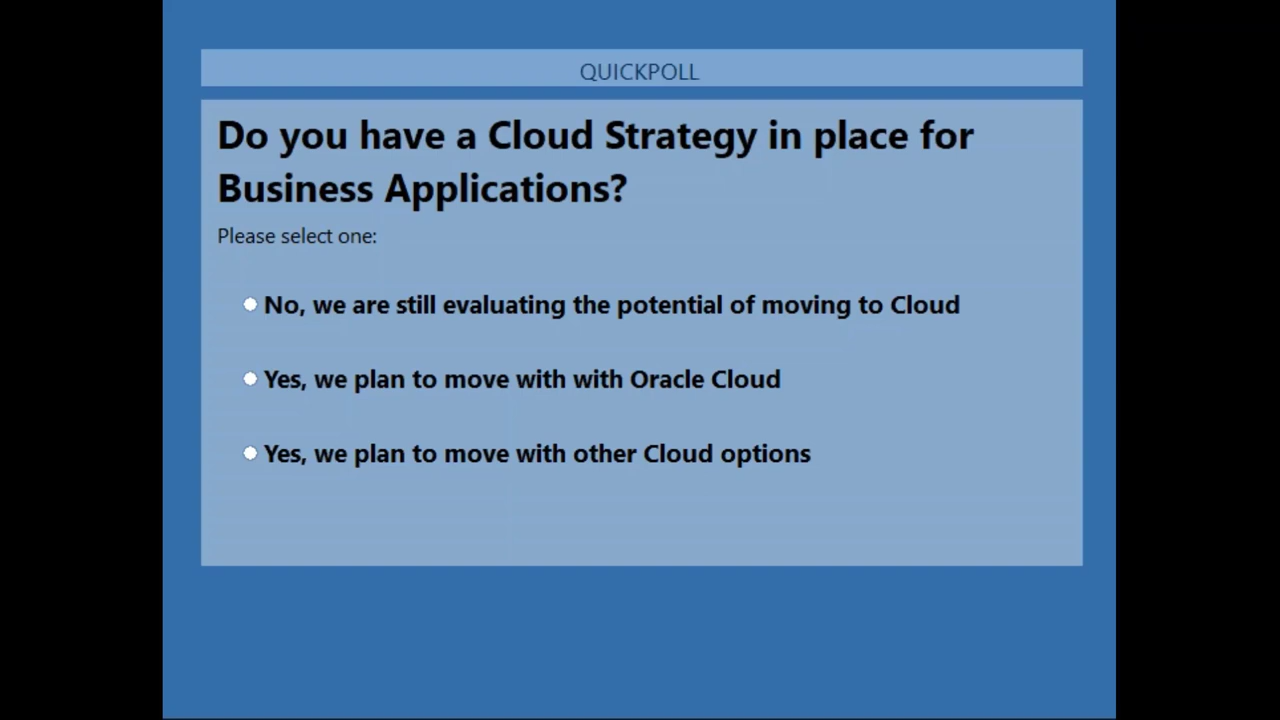 QUICKPOLL
Do you have a Cloud Strategy in place for
Business Applications?
Please select one:
No, we are still evaluating the potential of moving to Cloud
Yes, we plan to move with with Oracle Cloud
Yes, we plan to move with other Cloud options